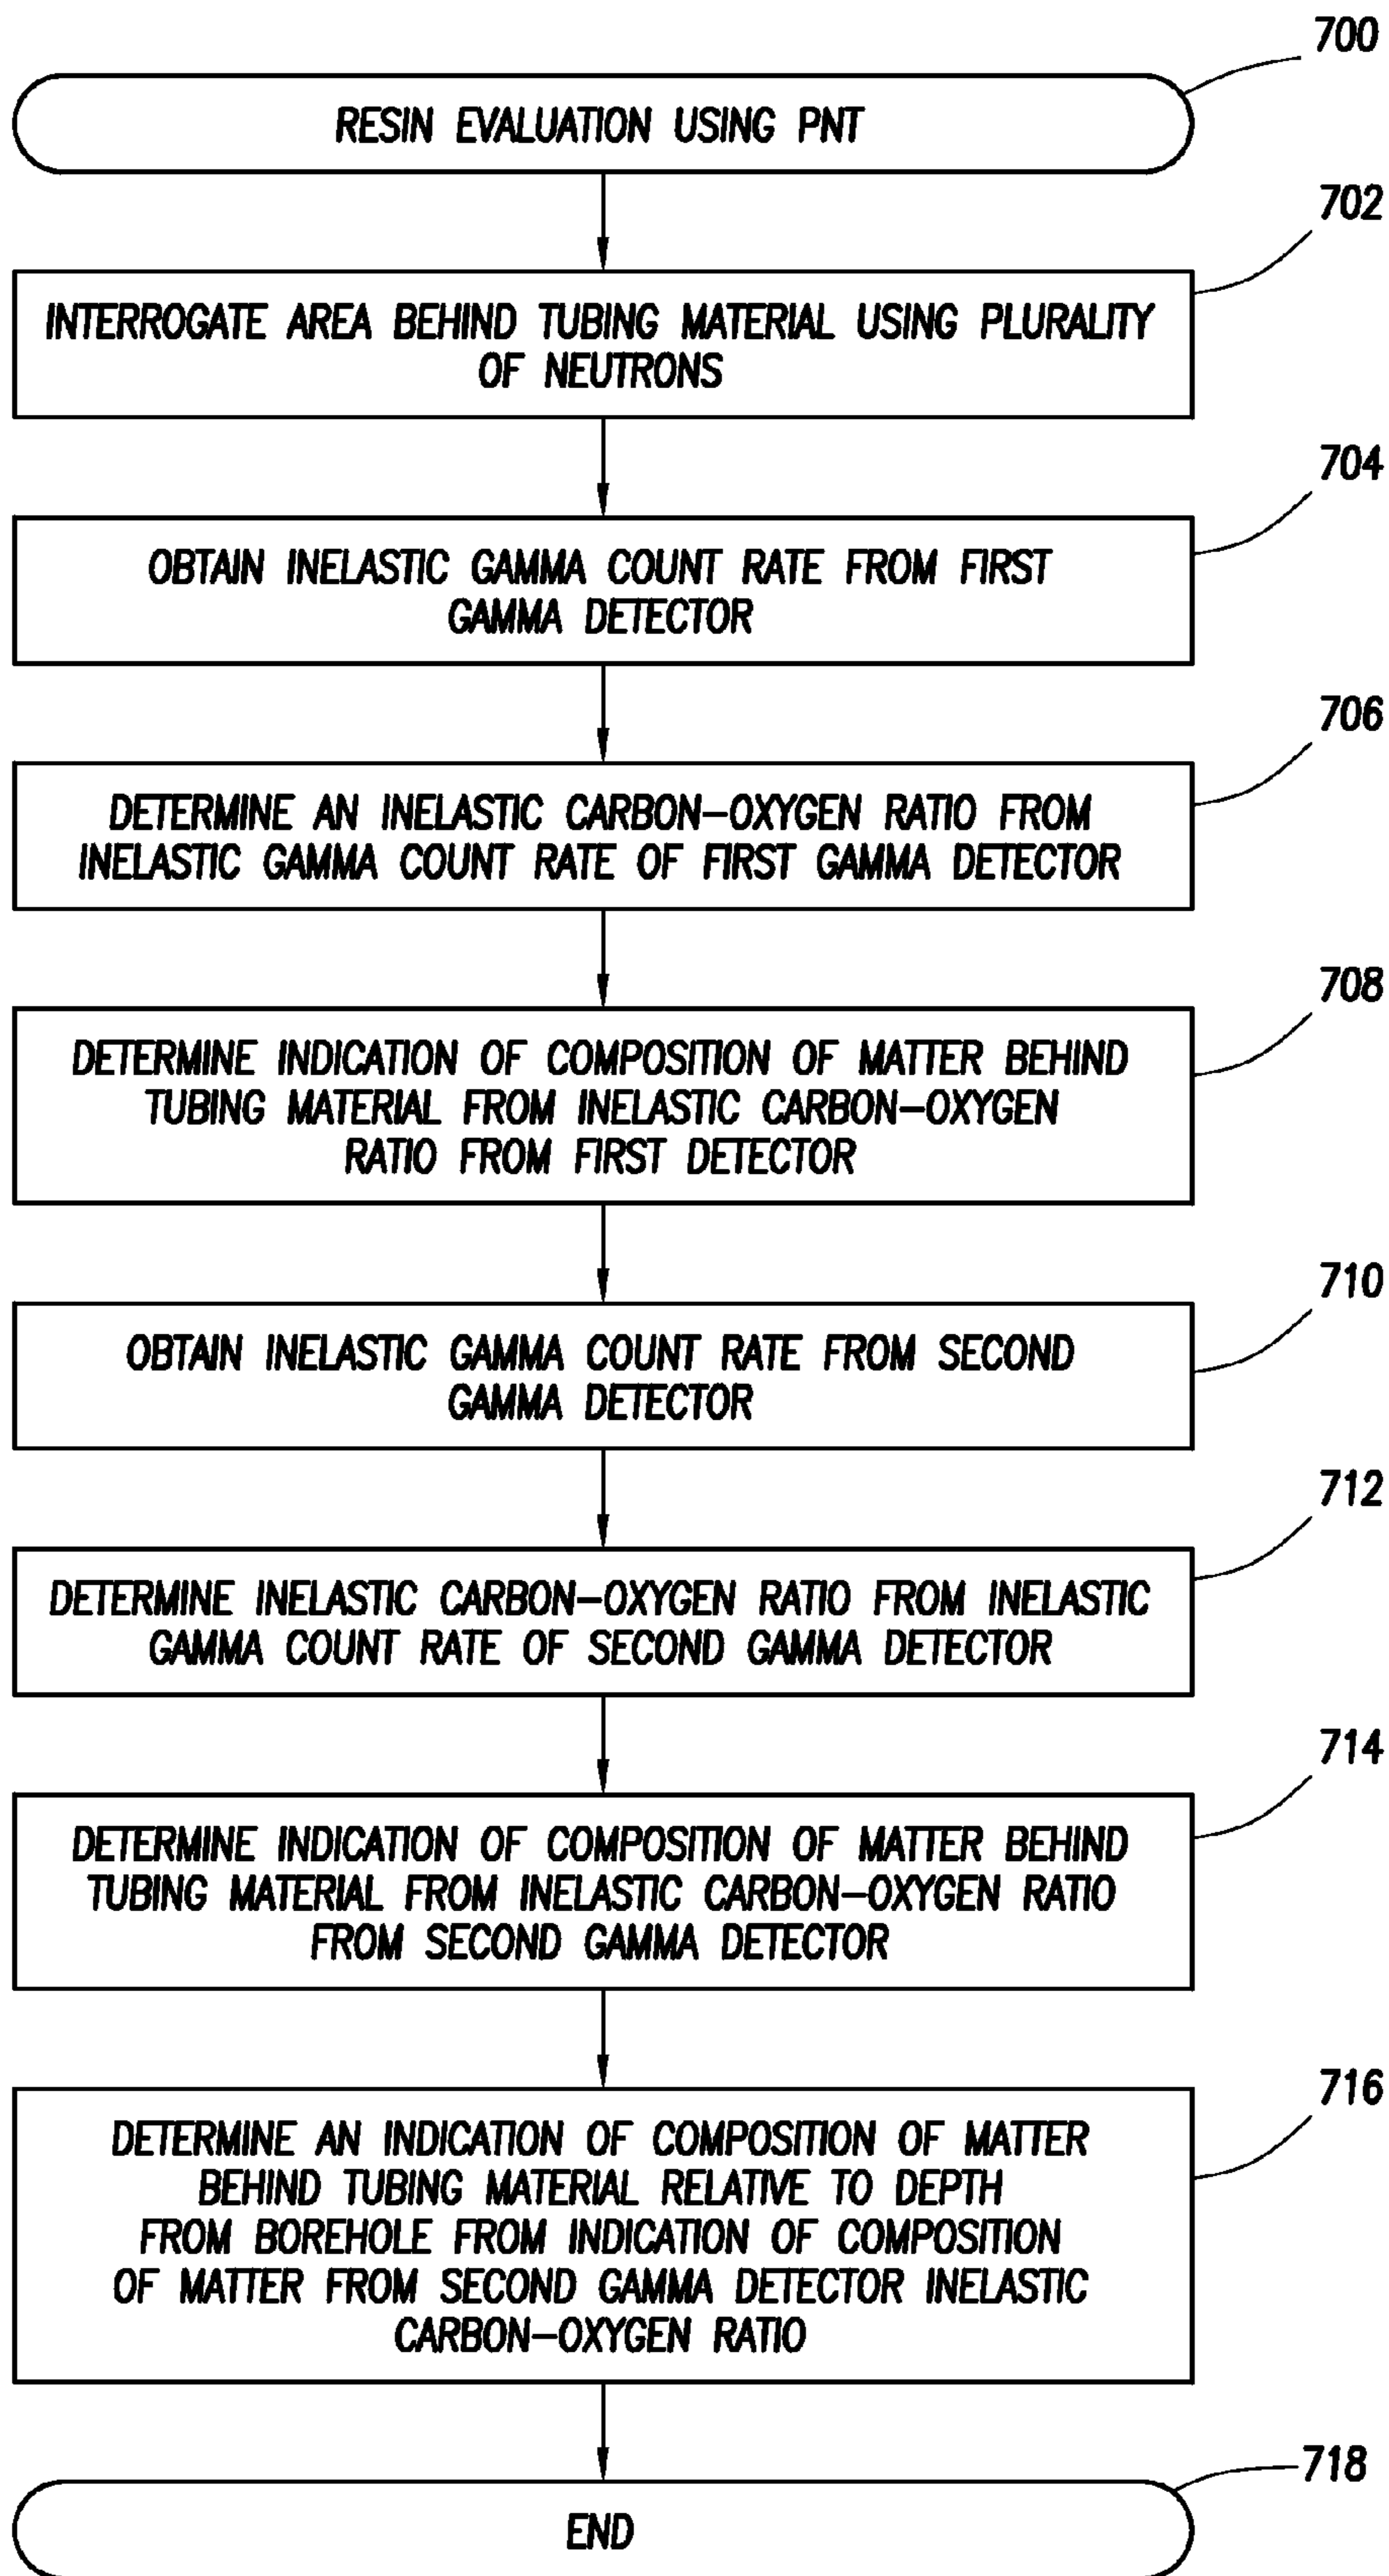 700
RESIN EVALUATION USING PNT
702
INTERROGATE AREA BEHIND TUBING MATERIAL USING PLURALITY
OF NEUTRONS
704
OBTAIN INELASTIC GAMMA COUNT RATE FROM FIRST
GAMMA DETECTOR
706
DETERMINE AN INELASTIC CARBON-OXYGEN RATIO FROM
INELASTIC GAMMA COUNT RATE OF FIRST GAMMA DETECTOR
708
DETERMINE INDICATION OF COMPOSITION OF MATTER BEHIND
TUBING MATERIAL FROM INELASTIC CARBON-OXYGEN
RATIO FROM FIRST DETECTOR
710
OBTAIN INELASTIC GAMMA COUNT RATE FROM SECOND
GAMMA DETECTOR
712
DETERMINE INELASTIC CARBON-OXYGEN RATIO FROM INELASTIC
GAMMA COUNT RATE OF SECOND GAMMA DETECTOR
714
DETERMINE INDICATION OF COMPOSITION OF MATTER BEHIND
TUBING MATERIAL FROM INELASTIC CARBON-OXYGEN RATIO
FROM SECOND GAMMA DETECTOR
716
DETERMINE AN INDICATION OF COMPOSITION OF MATTER
BEHIND TUBING MATERIAL RELATIVE TO DEPTH
FROM BOREHOLE FROM INDICATION OF COMPOSITION
OF MATTER FROM SECOND GAMMA DETECTOR INELASTIC
CARBON-OXYGEN RATIO
718
END